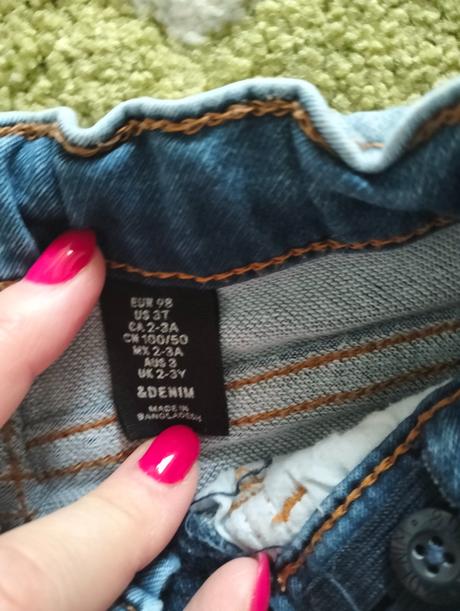 EUR 98
US 3T
CA 2-3A
CN 100/50
MX 2-3A
AUS 3
UK 2-3Y
&DENIM
MADE IN
BANGLADESH